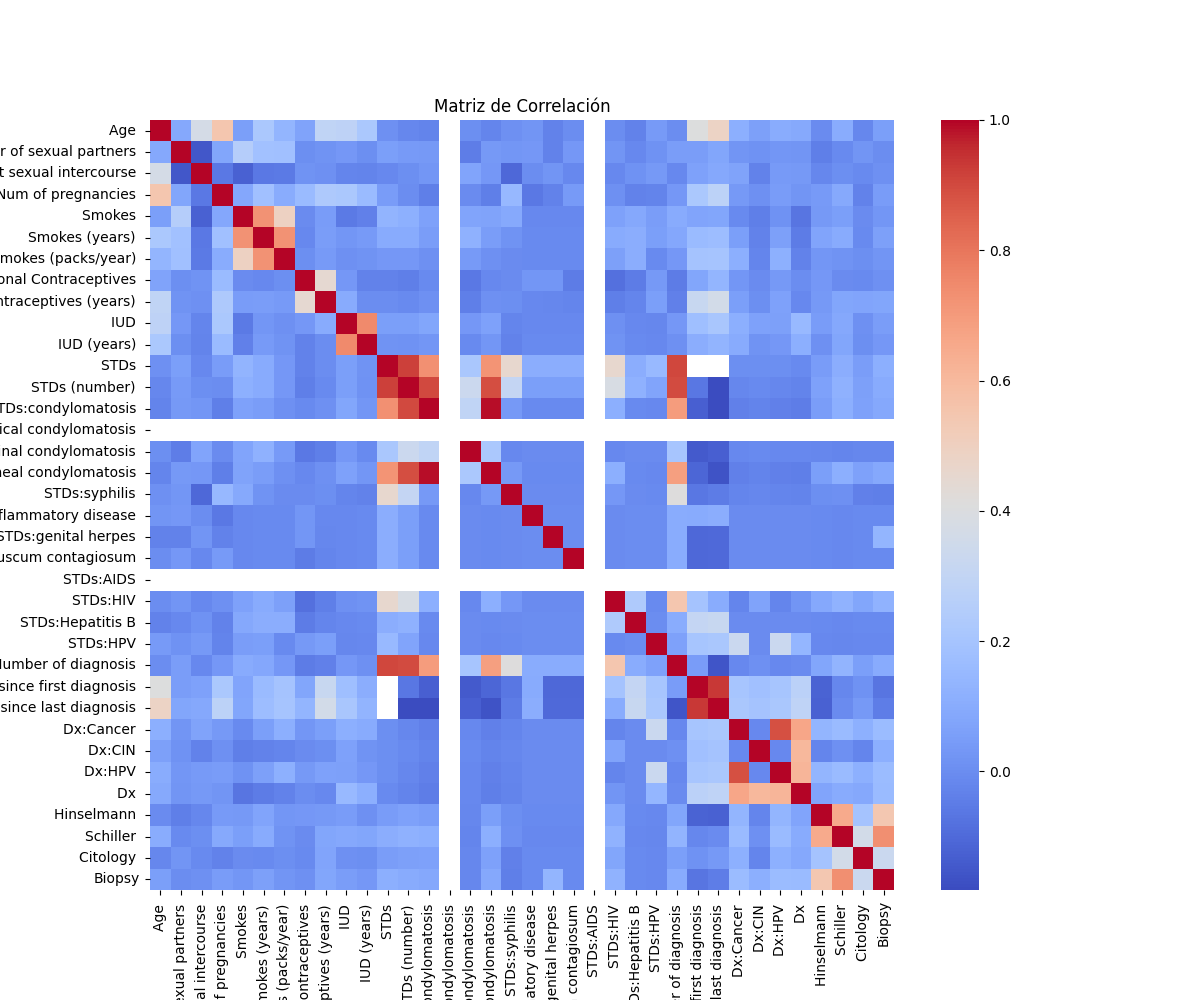 Matriz de Correlación
Age
r of sexual partners
t sexual intercourse
Num of pregnancies
Smokes
Smokes (years)
mokes (packs/year)
onal Contraceptives
ntraceptives (years)
IUD
IUD (years)
STDs
STDs (number)
TDs:condylomatosis
ical condylomatosis
nal condylomatosis
eal condylomatosis
STDs:syphilis
flammatory disease
STDs:genital herpes
uscum contagiosum
STDs:AIDS
STDs:HIV
STDs:Hepatitis B
STDs:HPV
Number of diagnosis
since first diagnosis
since last diagnosis
Dx:Cancer
Dx:CIN
Dx:HPV
Dx
Hinselmann
Schiller
Citology
Biopsy
Age
exual partners
al intercourse
f pregnancies
Smokes
mokes (years)
s (packs/year)
ontraceptives
ptives (years)
IUD
IUD (years)
STDs
TDs (number)
ondylomatosis
ondylomatosis
ondylomatosis
ondylomatosis
STDs:syphilis
atory disease
genital herpes
contagiosum
STDs:AIDS
STDs:HIV
Ds:Hepatitis B
STDs:HPV
er of diagnosis
first diagnosis
last diagnosis
Dx:Cancer
Dx:CIN
Dx:HPV
Dx
Hinselmann
Schiller
Citology
Biopsy
1.0
0.8
0.6
0.4
0.2
0.0